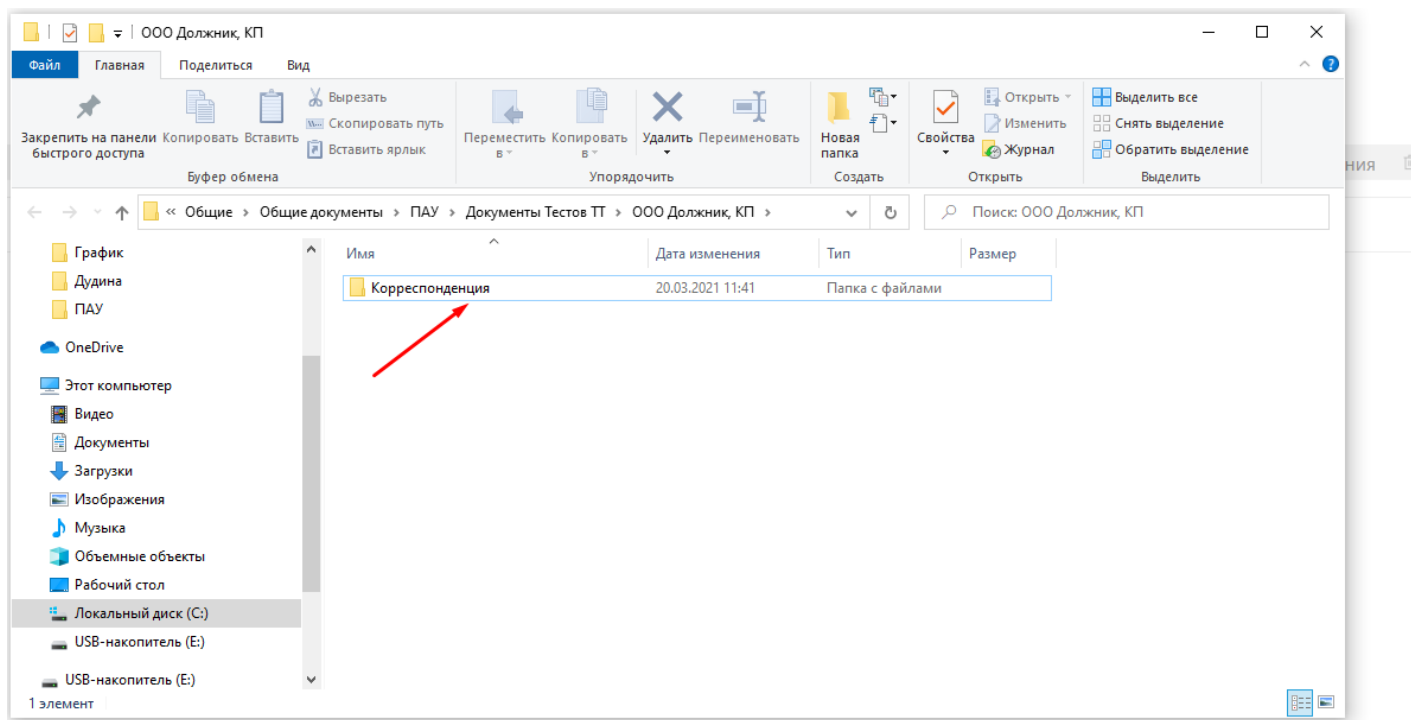 ООО Должник, КП
Файл Главная Поделиться Вид
Закрепить на панели быстрого доступа
Копировать
Вставить
Вырезать
Скопировать путь
Вставить ярлык
Буфер обмена
Переместить в
Копировать в
Удалить
Переименовать
Упорядочить
Новая папка
Создать
Свойства
Открыть
Изменить
Журнал
Открыть
Выделить все
Снять выделение
Обратить выделение
Выделить
ния
« Общие › Общие документы › ПАУ › Документы Тестов ТТ › ООО Должник, КП ›
Поиск: ООО Должник, КП
График
Дудина
ПАУ
OneDrive
Этот компьютер
Видео
Документы
Загрузки
Изображения
Музыка
Объемные объекты
Рабочий стол
Локальный диск (C:)
USB-накопитель (E:)
USB-накопитель (E:)
Имя Дата изменения Тип Размер
Корреспонденция 20.03.2021 11:41 Папка с файлами
1 элемент